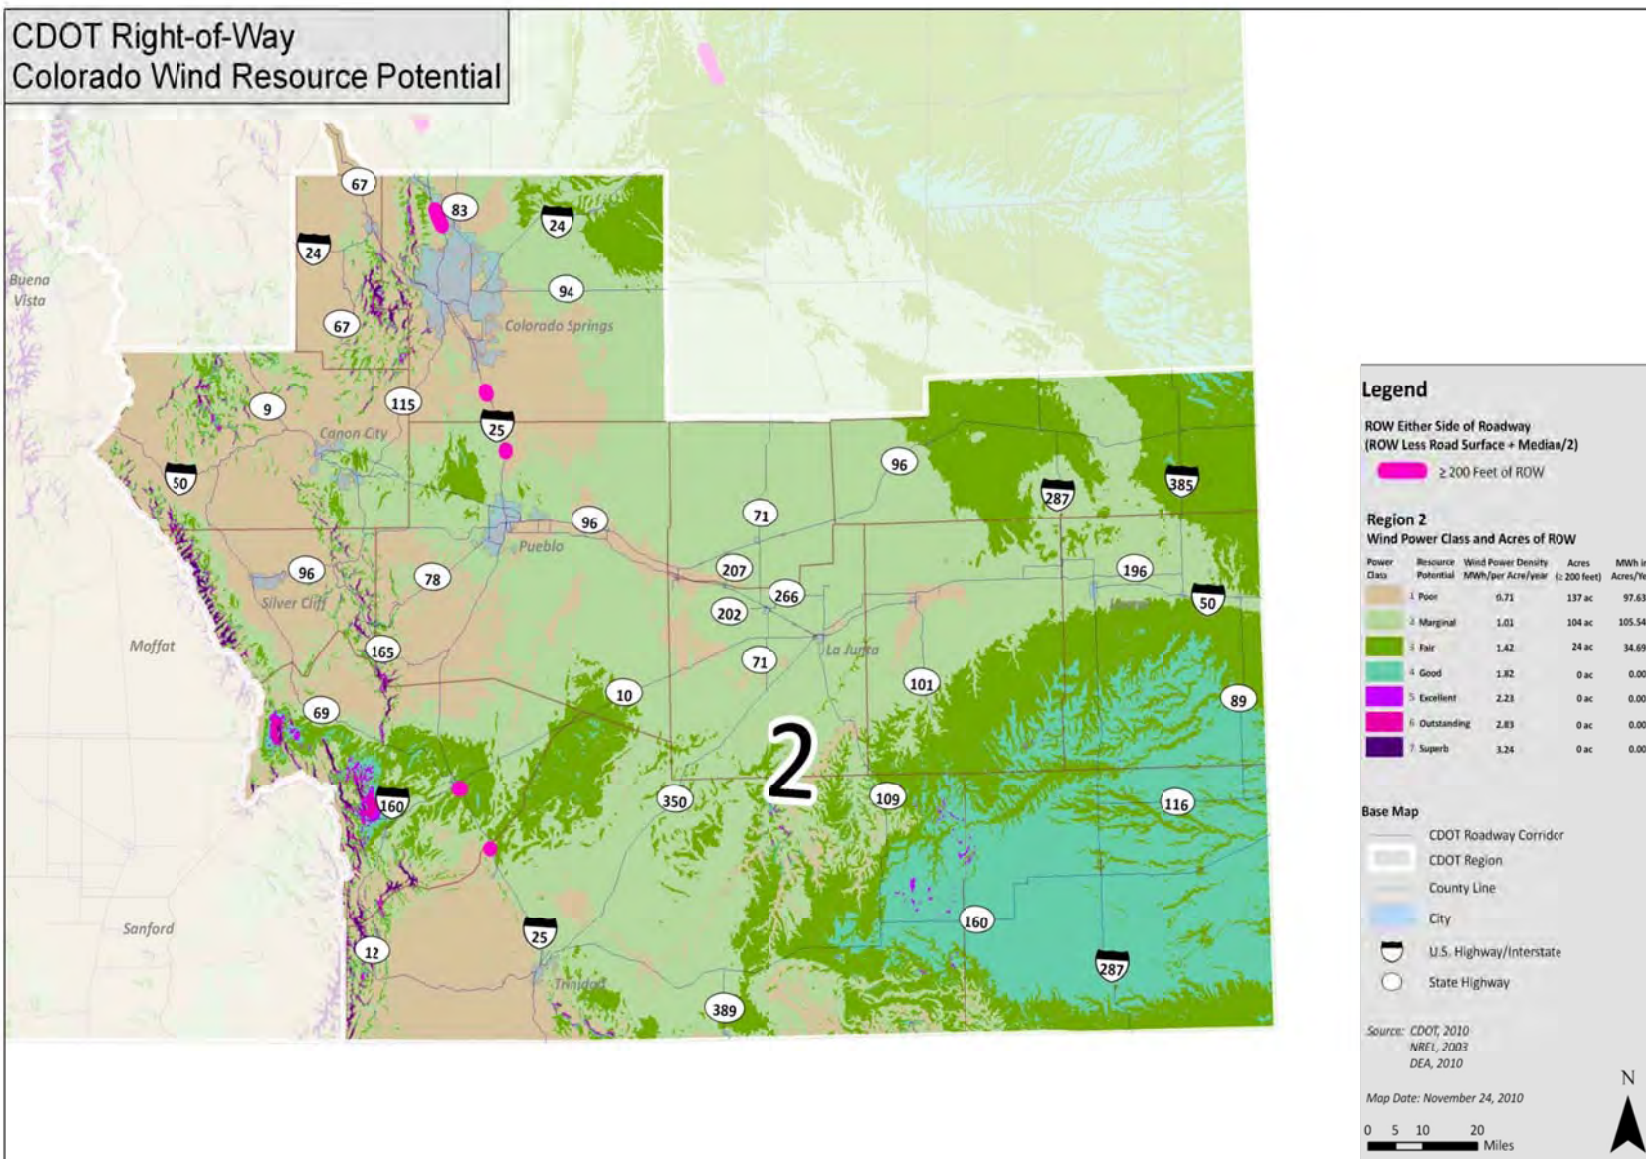 CDOT Right-of-Way
Colorado Wind Resource Potential
67
83
24
24
Buena
Vista
94
67
Colorado Springs
9
115
Canon City
25
96
50
287
385
71
96
Pueblo
207
96
78
196
266
Silver Cliff
202
50
Moffat
165
La Junta
71
10
101
69
89
2
160
350
109
116
Sanford
160
12
25
287
Trinidad
389
Legend
ROW Either Side of Roadway
(ROW Less Road Surface + Median/2)
≥ 200 Feet of ROW
Region 2
Wind Power Class and Acres of ROW
Power Resource Wind Power Density Acres MWh in
Class Potential MWh/per Acre/year (≥ 200 feet) Acres/Ye
1 Poor 0.71 137 ac 97.63
2 Marginal 1.01 104 ac 105.54
3 Fair 1.42 24 ac 34.69
4 Good 1.82 0 ac 0.00
5 Excellent 2.23 0 ac 0.00
6 Outstanding 2.83 0 ac 0.00
7 Superb 3.24 0 ac 0.00
Base Map
CDOT Roadway Corridor
CDOT Region
County Line
City
U.S. Highway/Interstate
State Highway
Source: CDOT, 2010
NREL, 2003
DEA, 2010
N
Map Date: November 24, 2010
0 5 10 20
Miles